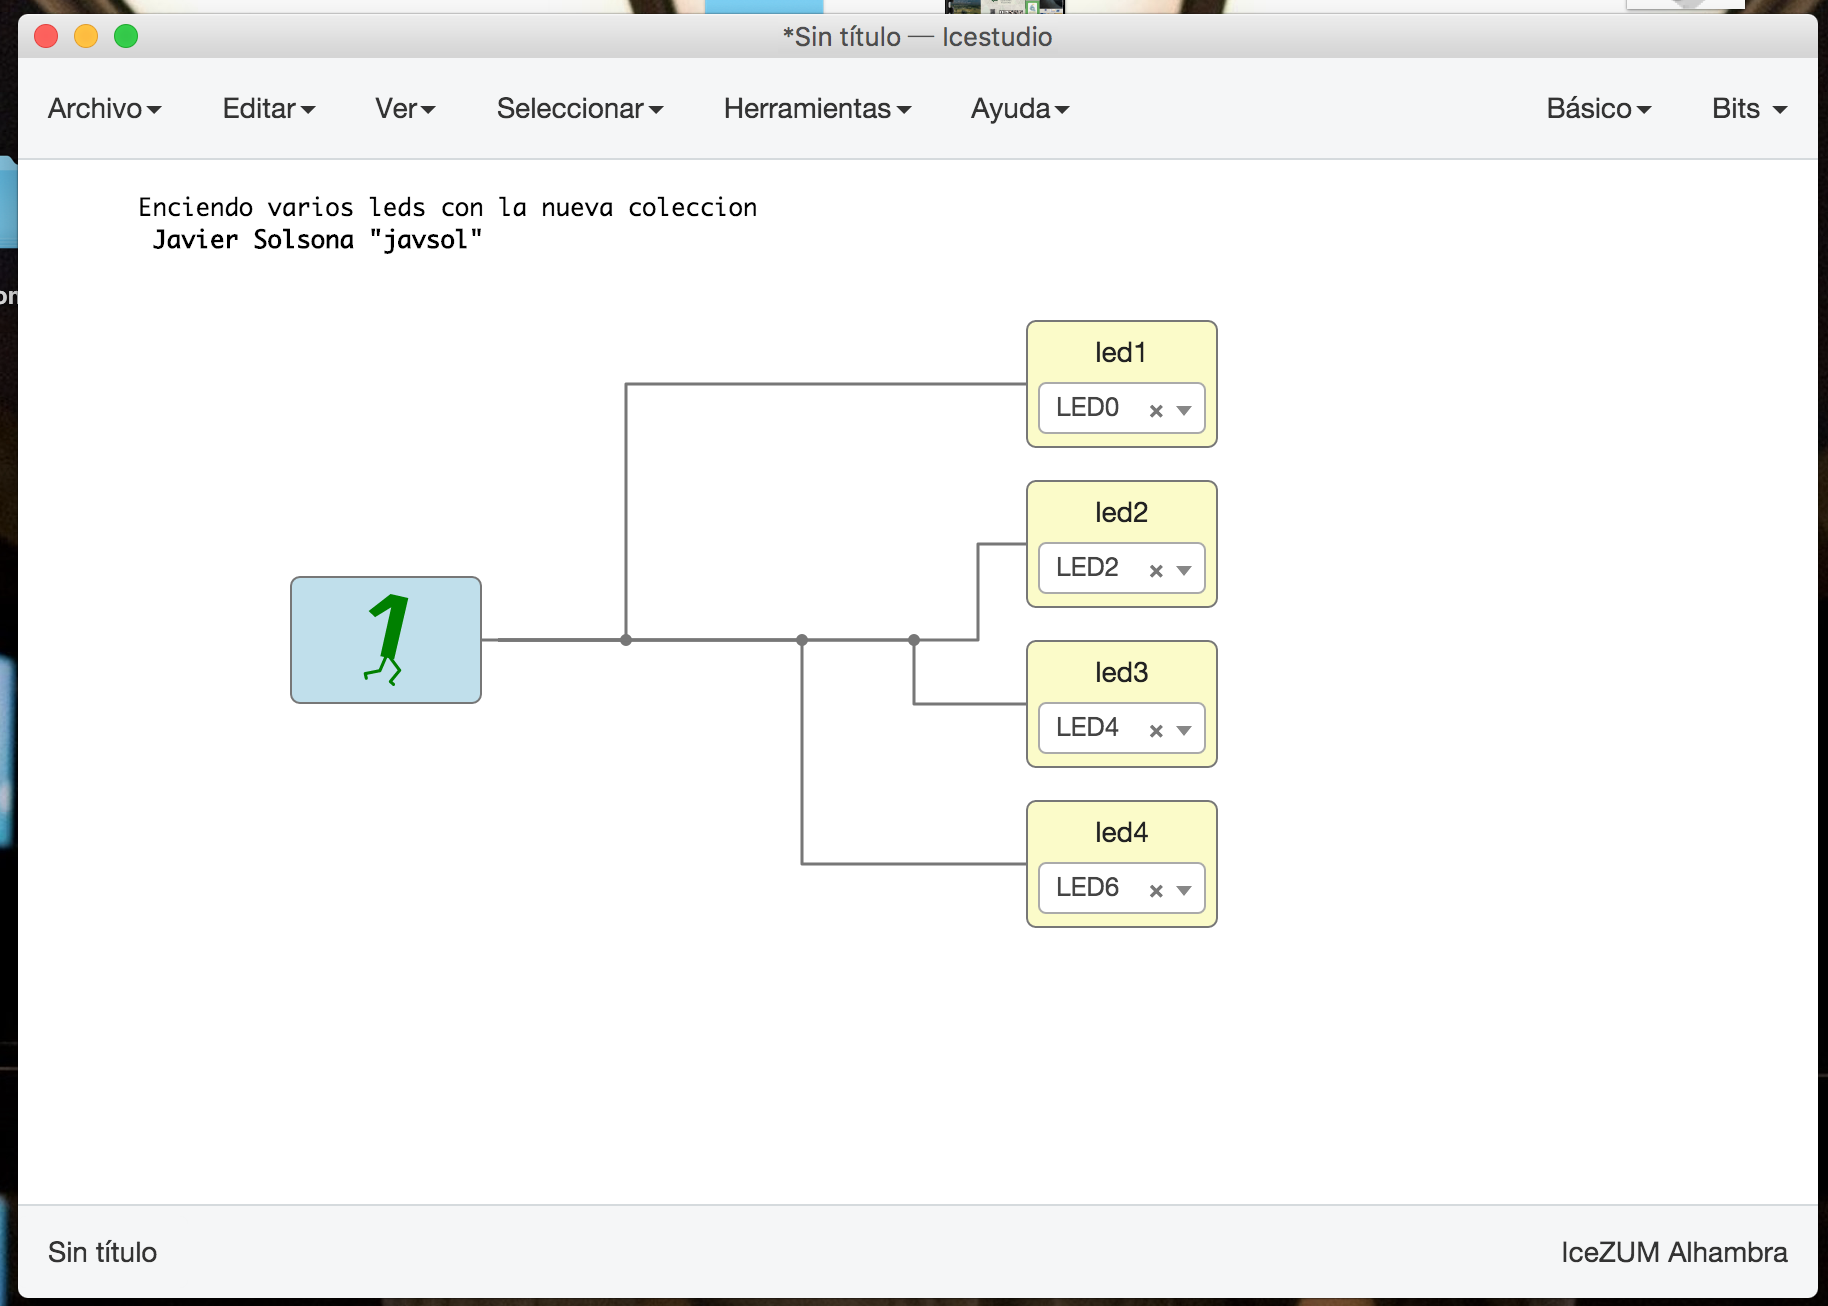 *Sin título — Icestudio
Archivo Editar Ver Seleccionar Herramientas Ayuda Básico Bits
Enciendo varios leds con la nueva coleccion
Javier Solsona "javsol"
led1
LED0
led2
LED2
1
led3
LED4
led4
LED6
Sin título IceZUM Alhambra